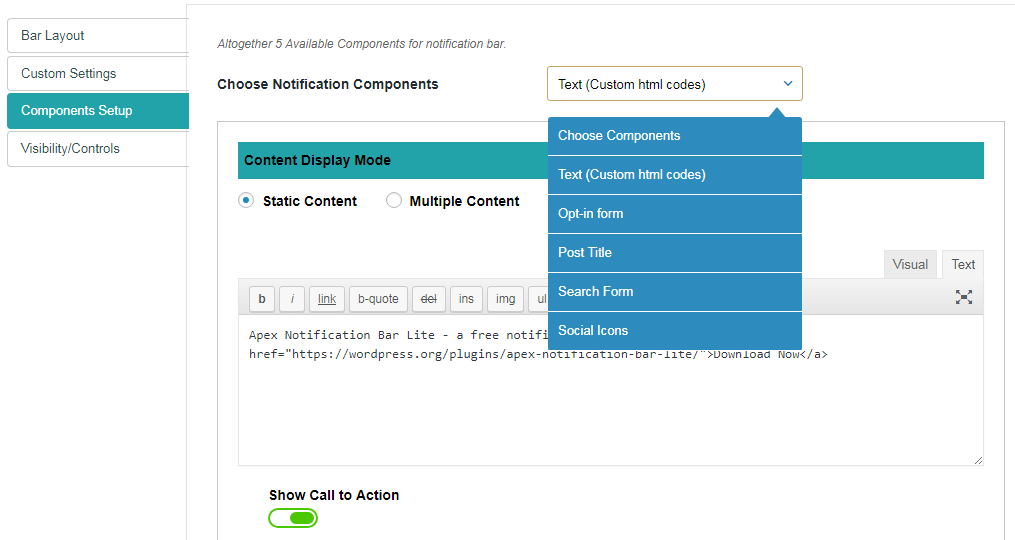 Bar Layout
Custom Settings
Components Setup
Visibility/Controls
Altogether 5 Available Components for notification bar.
Choose Notification Components
Text (Custom html codes)
Choose Components
Text (Custom html codes)
Opt-in form
Post Title
Search Form
Social Icons
Content Display Mode
Static Content Multiple Content
Visual Text
b i link b-quote del ins img ul
Apex Notification Bar Lite - a free notifi
href="https://wordpress.org/plugins/apex-notification-bar-lite/">Download Now</a>
Show Call to Action